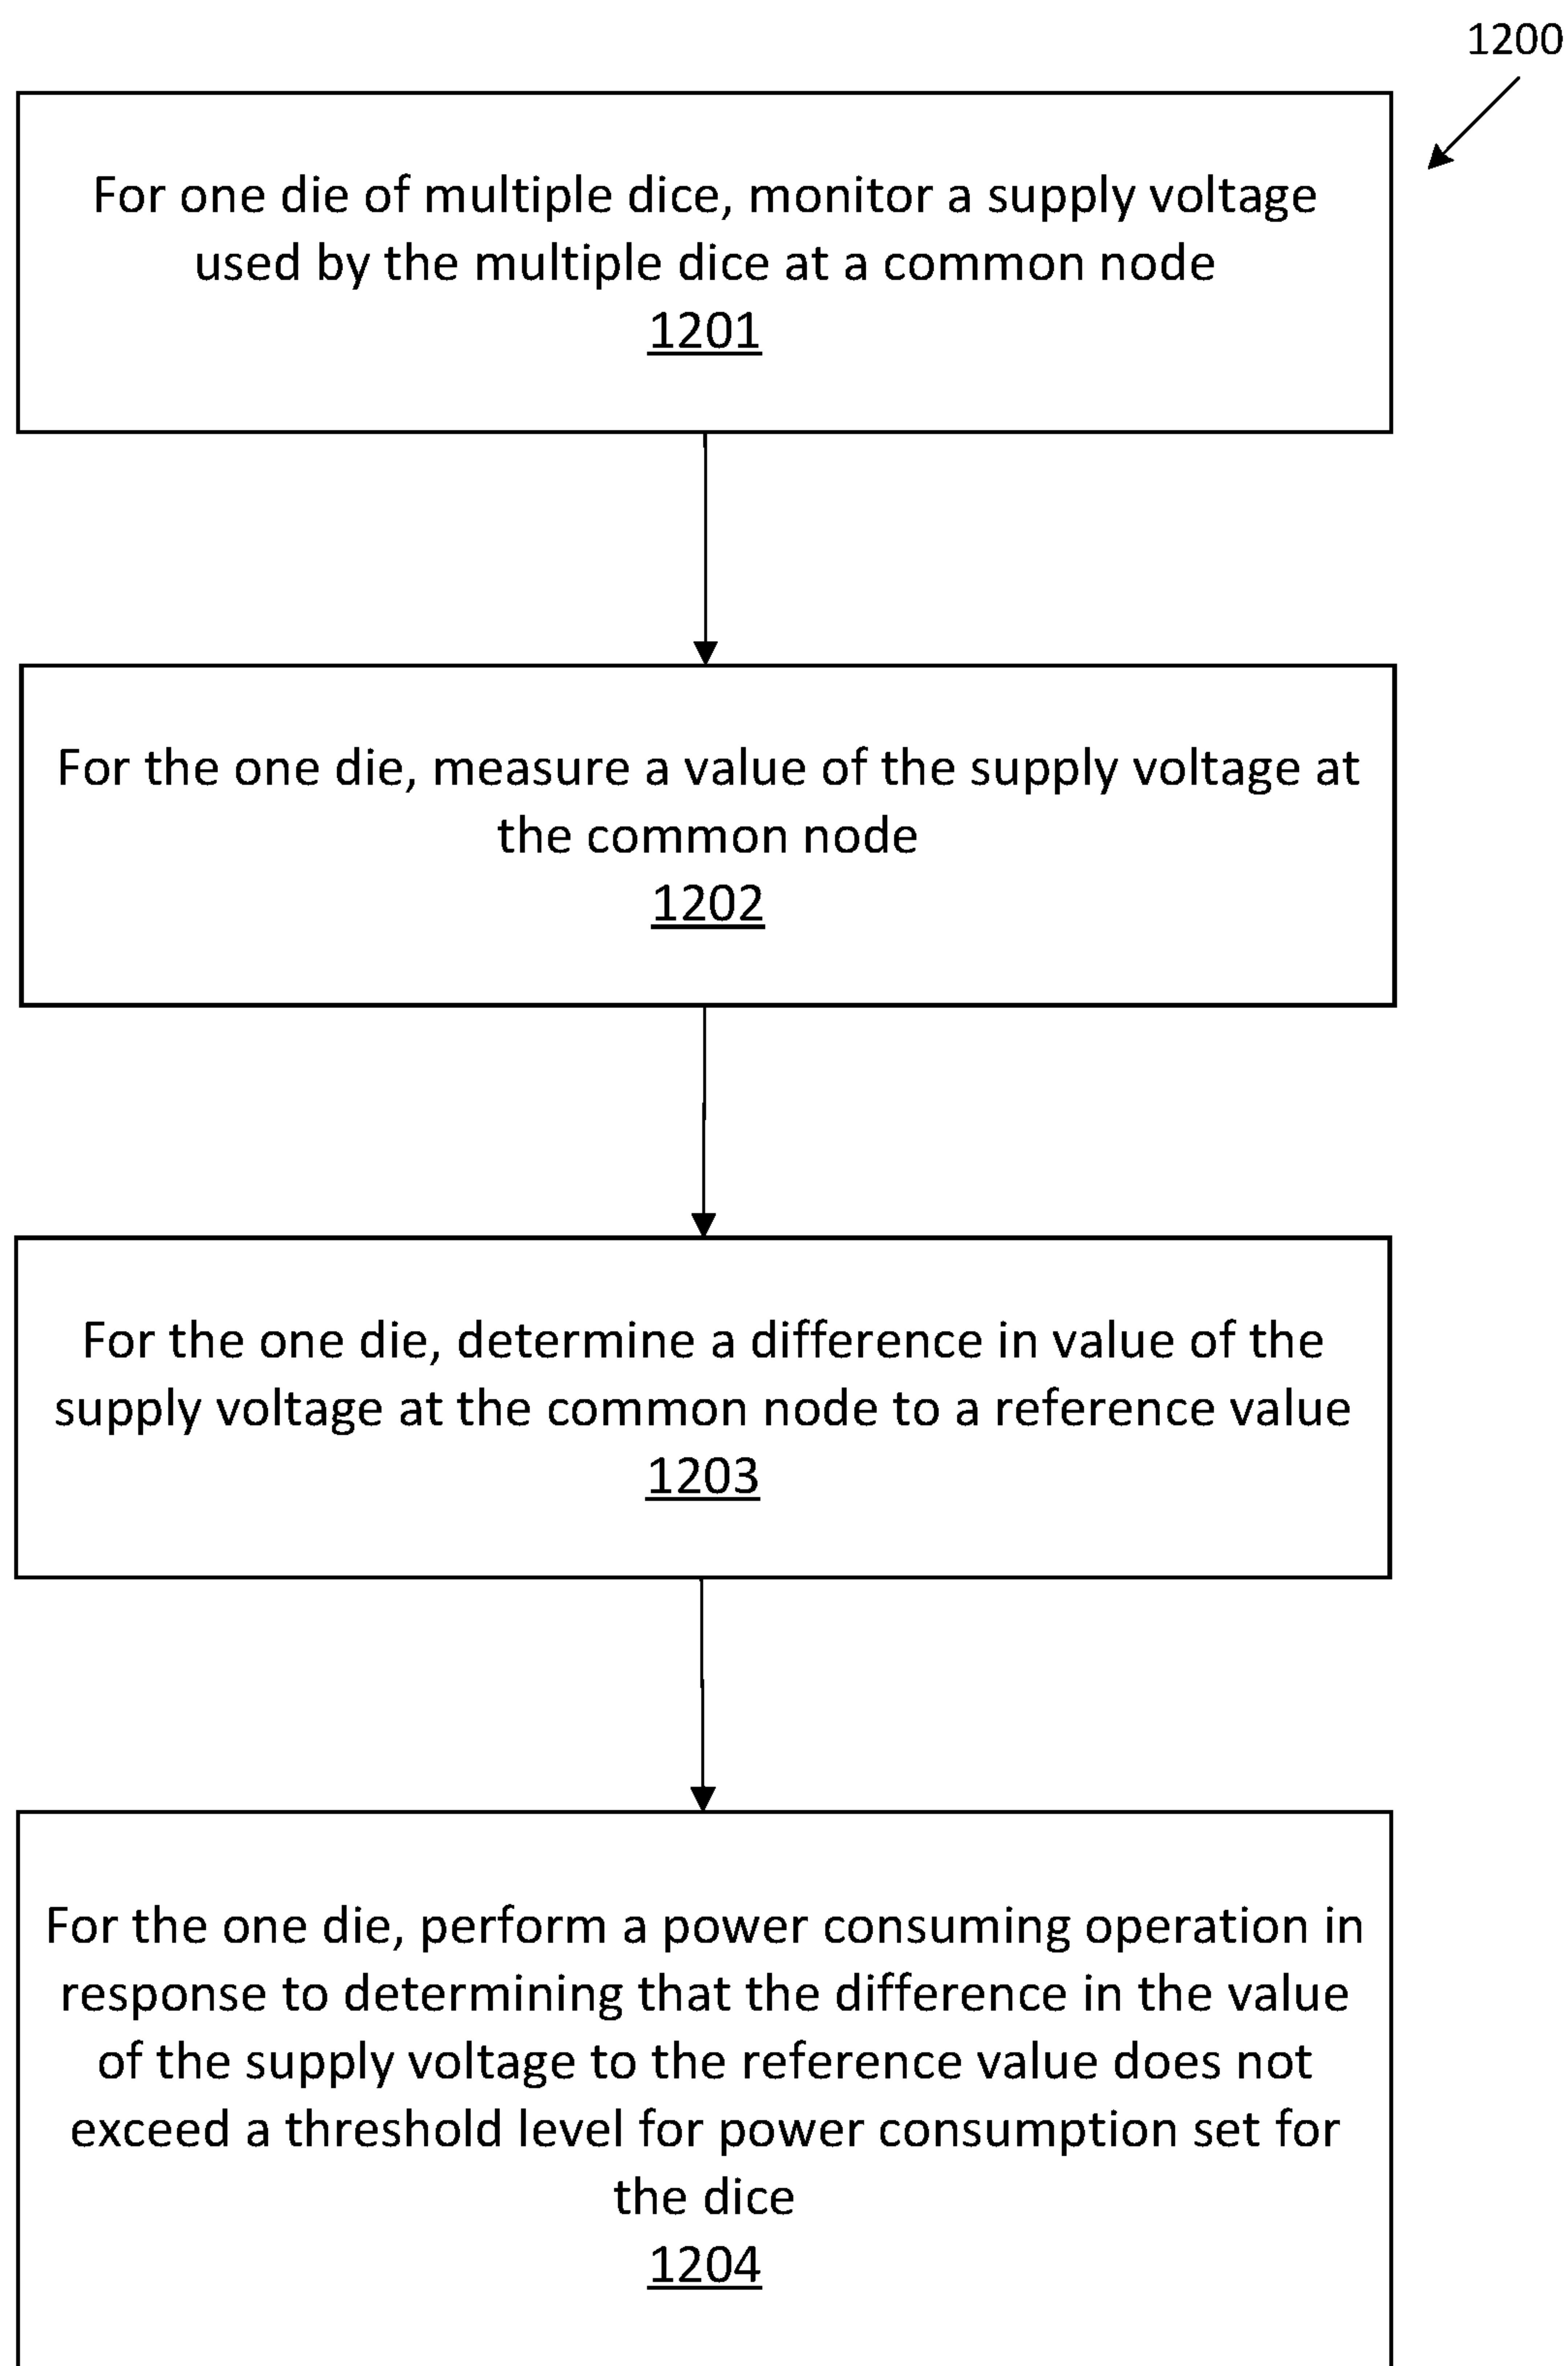 1200
For one die of multiple dice, monitor a supply voltage
used by the multiple dice at a common node
1201
For the one die, measure a value of the supply voltage at
the common node
1202
For the one die, determine a difference in value of the
supply voltage at the common node to a reference value
1203
For the one die, perform a power consuming operation in
response to determining that the difference in the value
of the supply voltage to the reference value does not
exceed a threshold level for power consumption set for
the dice
1204